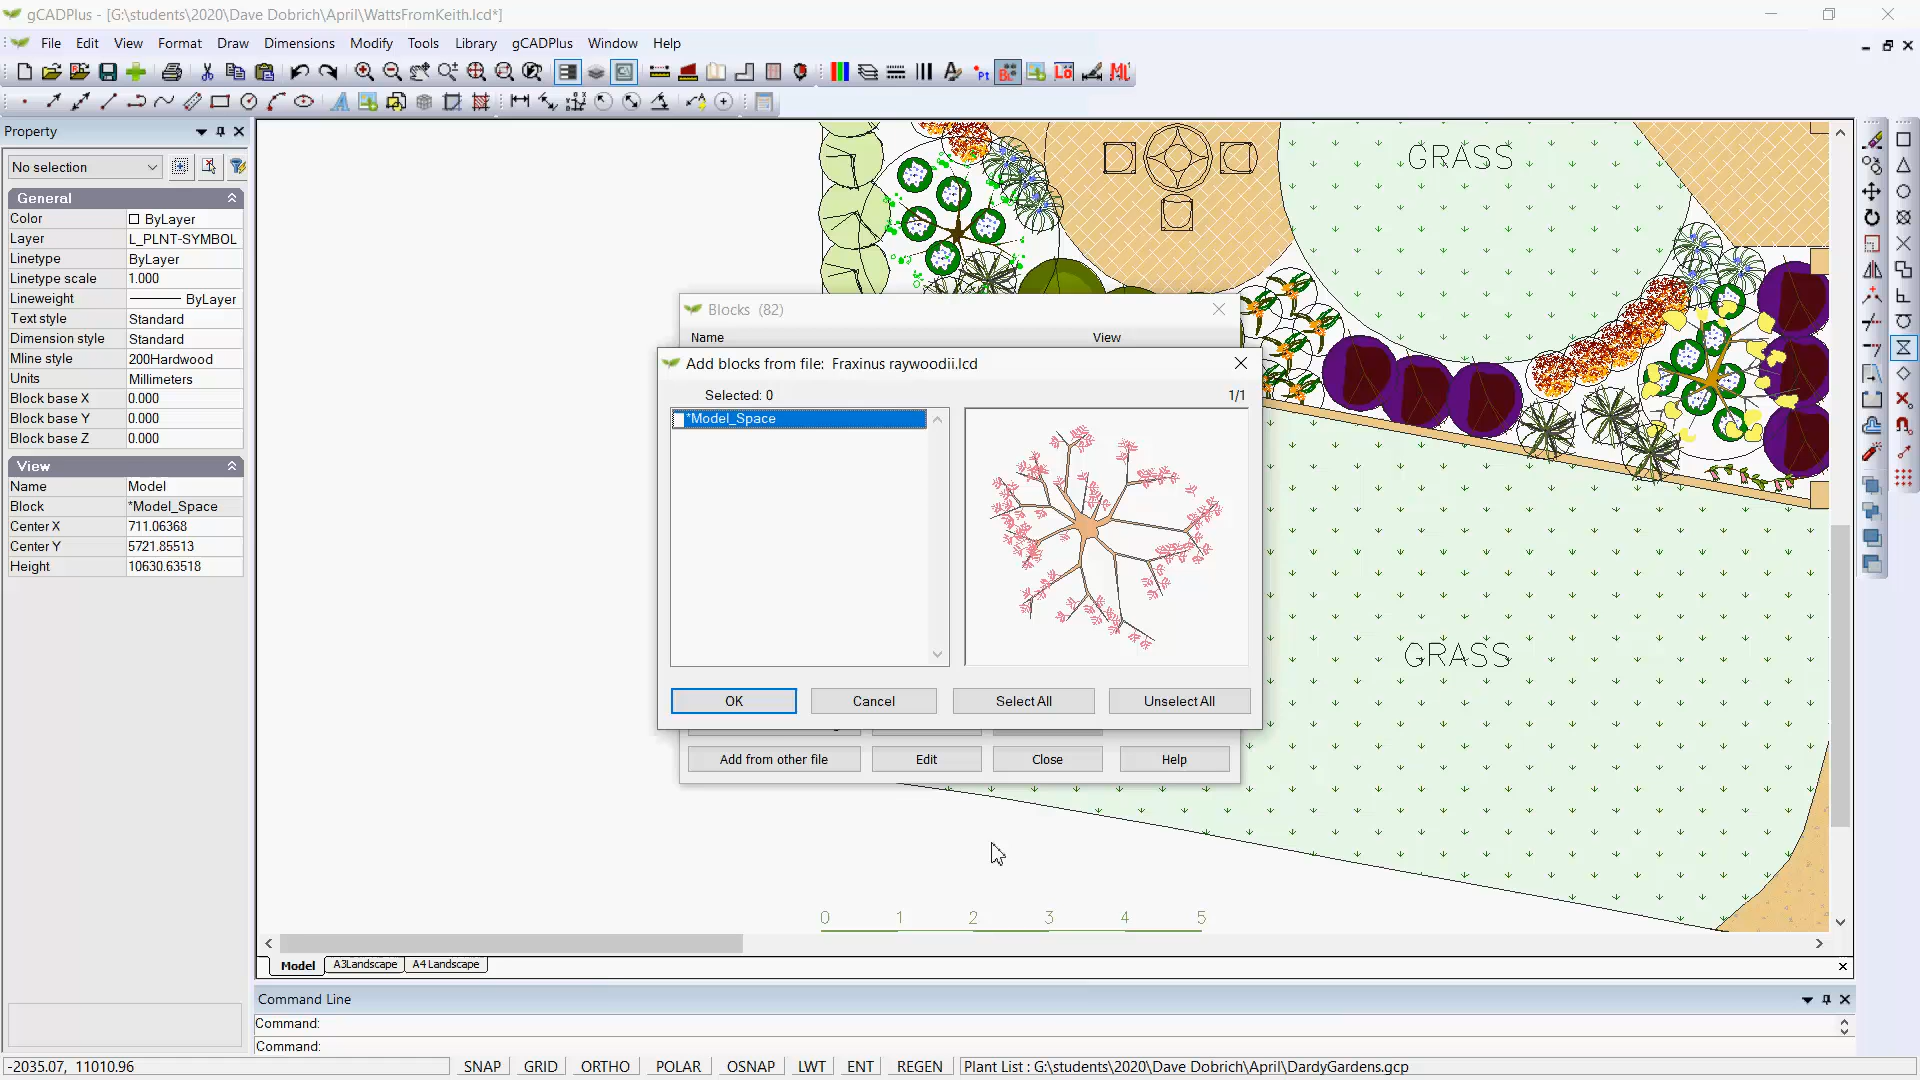 gCADPlus - [G:\students\2020\Dave Dobrich\April\WattsFromKeith.lcd*]
File Edit View Format Draw Dimensions Modify Tools Library gCADPlus Window Help
Property
No selection
General
Color ByLayer
Layer L_PLNT-SYMBOL
Linetype ByLayer
Linetype scale 1.000
Lineweight ByLayer
Text style Standard
Dimension style Standard
Mline style 200Hardwood
Units Millimeters
Block base X 0.000
Block base Y 0.000
Block base Z 0.000
View
Name Model
Block *Model_Space
Center X 711.06368
Center Y 5721.85513
Height 10630.63518
GRASS
Blocks (82)
Name View
Add blocks from file: Fraxinus raywoodii.lcd
Selected: 0 1/1
*Model_Space
OK Cancel Select All Unselect All
Add from other file Edit Close Help
GRASS
0 1 2 3 4 5
Model A3Landscape A4 Landscape
Command Line
Command:
Command:
-2035.07, 11010.96 SNAP GRID ORTHO POLAR OSNAP LWT ENT REGEN Plant List : G:\students\2020\Dave Dobrich\April\DardyGardens.gcp